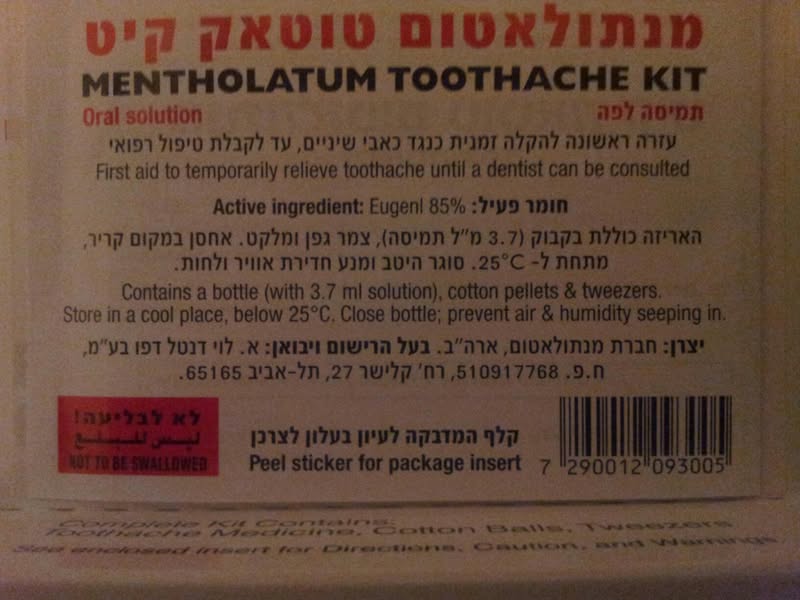 מנתולאטום טוטאק קיט
MENTHOLATUM TOOTHACHE KIT
Oral solution תמיסה לפה
עזרה ראשונה להקלה זמנית כנגד כאבי שיניים, עד לקבלת טיפול רפואי
First aid to temporarily relieve toothache until a dentist can be consulted
Active ingredient: Eugenl 85% :חומר פעיל
האריזה כוללת בקבוק (3.7 מ"ל תמיסה), צמר גפן ומלקט. אחסן במקום קריר,
מתחת ל- 25°C. סוגר היטב ומנע חדירת אוויר ולחות.
Contains a bottle (with 3.7 ml solution), cotton pellets & tweezers.
Store in a cool place, below 25°C. Close bottle; prevent air & humidity seeping in.
יצרן: חברת מנתולאטום, ארה"ב. בעל הרישום ויבואן: א. לוי דנטל דפו בע"מ,
ח.פ. 510917768, רח' קלישר 27, תל-אביב 65165.
לא לבליעה!
ليس للبلع
NOT TO BE SWALLOWED
קלף המדבקה לעיון בעלון לצרכן
Peel sticker for package insert
7 290012 093005
Complete Kit Contains:
Toothache Medicine, Cotton Balls, Tweezers
See enclosed insert for Directions, Caution, and Warnings.